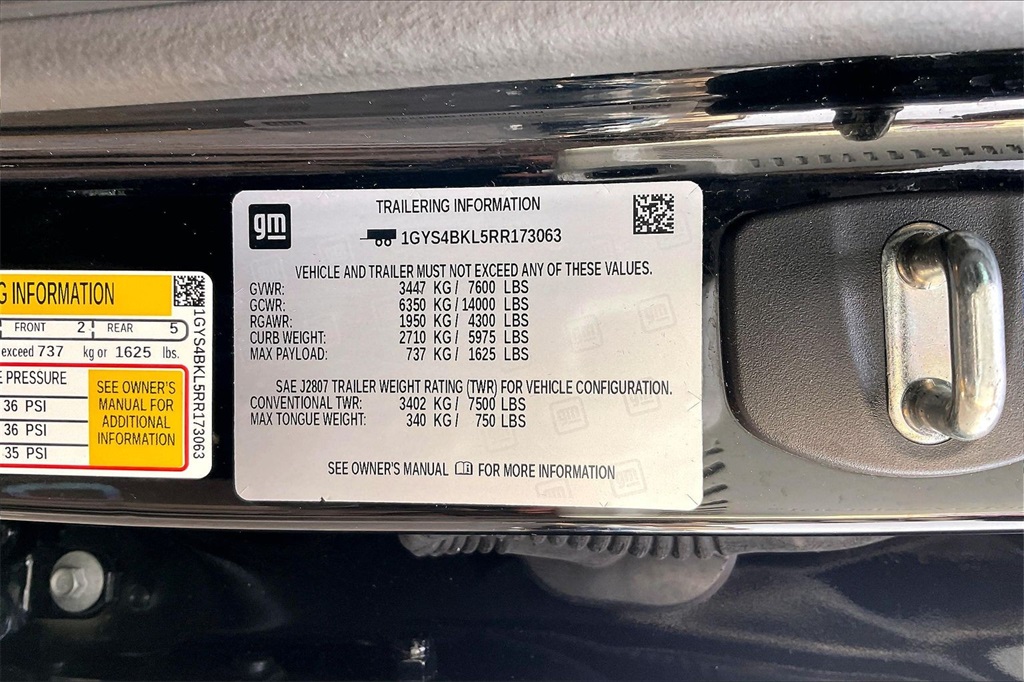 gm
TRAILERING INFORMATION
1GYS4BKL5RR173063
VEHICLE AND TRAILER MUST NOT EXCEED ANY OF THESE VALUES.
GVWR: 3447 KG / 7600 LBS
GCWR: 6350 KG / 14000 LBS
RGAWR: 1950 KG / 4300 LBS
CURB WEIGHT: 2710 KG / 5975 LBS
MAX PAYLOAD: 737 KG / 1625 LBS
SAE J2807 TRAILER WEIGHT RATING (TWR) FOR VEHICLE CONFIGURATION.
CONVENTIONAL TWR: 3402 KG / 7500 LBS
MAX TONGUE WEIGHT: 340 KG / 750 LBS
SEE OWNER'S MANUAL FOR MORE INFORMATION
G INFORMATION
FRONT 2 REAR 5
exceed 737 kg or 1625 lbs.
E PRESSURE
36 PSI
36 PSI
35 PSI
SEE OWNER'S
MANUAL FOR
ADDITIONAL
INFORMATION
1GYS4BKL5RR173063